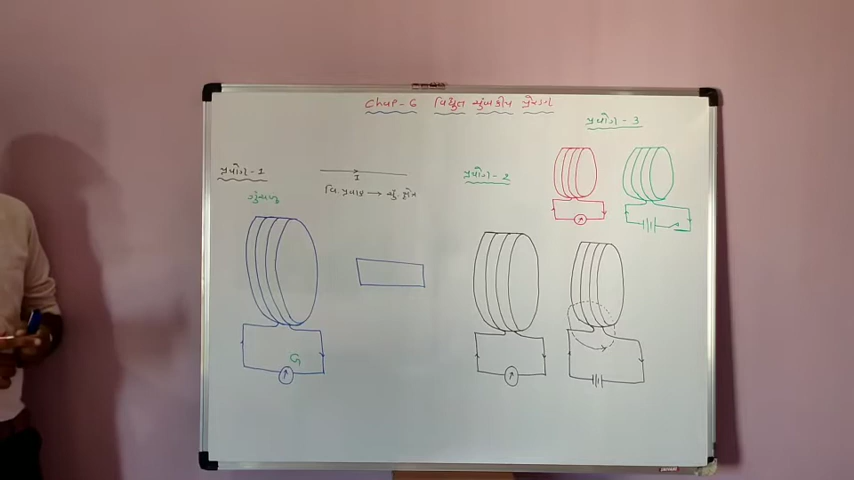 Chap-6 વિદ્યુત ચુંબકીય પ્રેરણ
પ્રયોગ-3
પ્રયોગ-1
I
પ્રયોગ-2
વિ.પ્રવાહ → ચું.ક્ષેત્ર
ગૂંચળુ
G